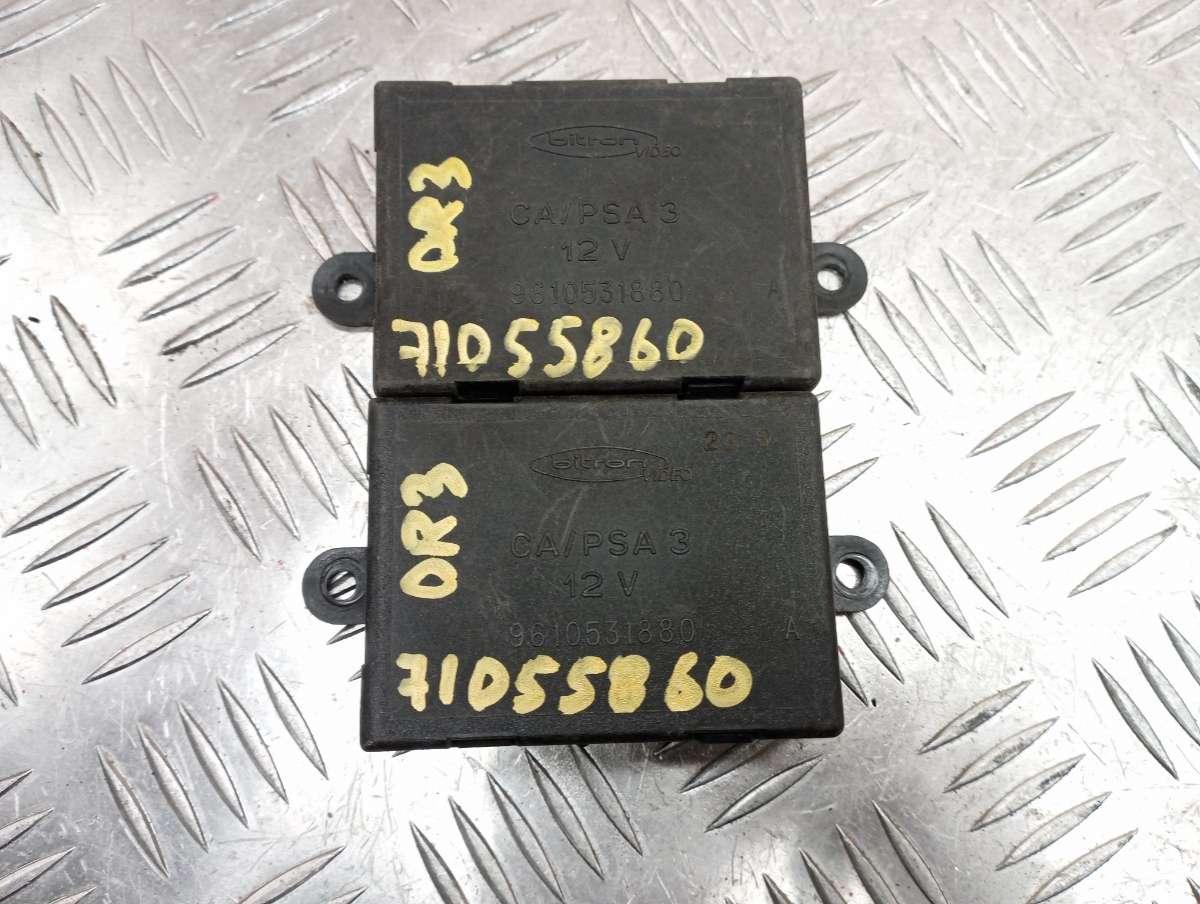 bitron
VIDEO
OR3
CA/PSA 3
12 V
9610531880 A
71055860
bitron
VIDEO
OR3
CA/PSA 3
12 V
9610531880 A
71055860